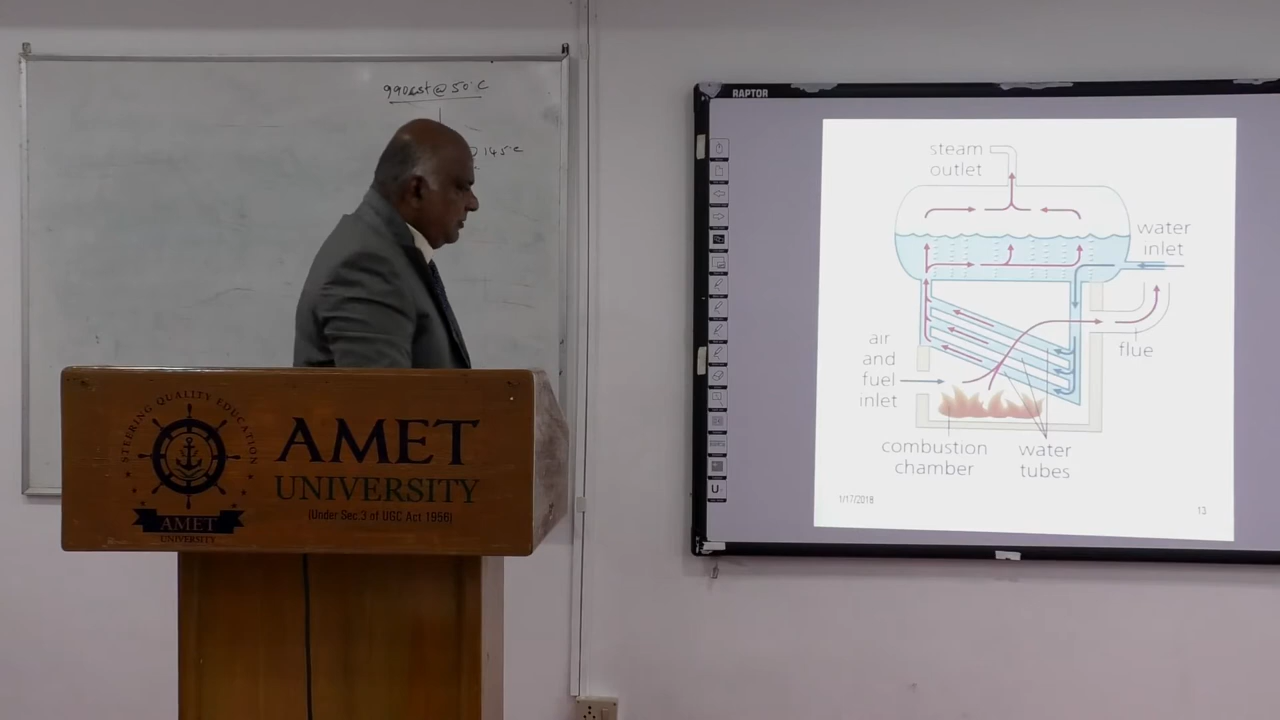 990cst@50°C
145°C
RAPTOR
steam
outlet
water
inlet
air
and
fuel
inlet
flue
combustion
chamber
water
tubes
1/17/2018
13
STEERING QUALITY EDUCATION
AMET
UNIVERSITY
AMET
UNIVERSITY
(Under Sec.3 of UGC Act 1956)